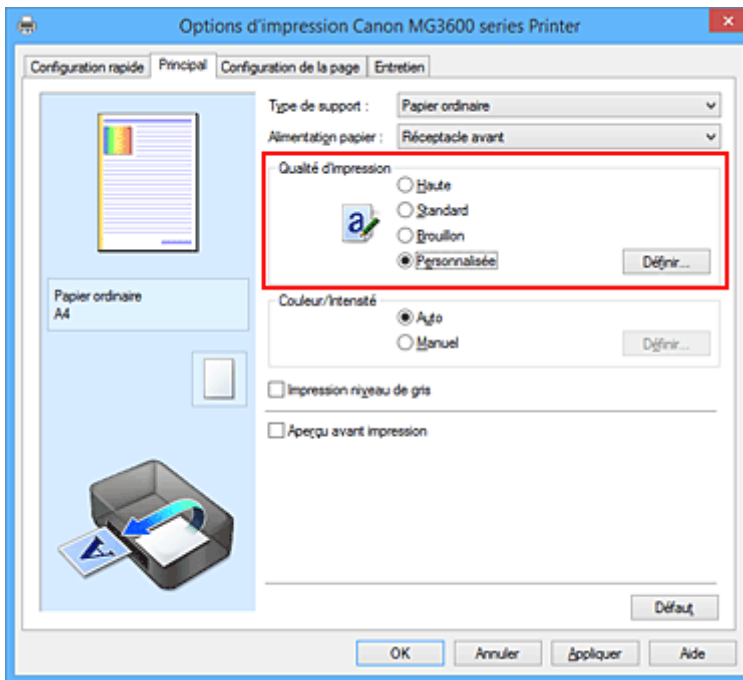 Options d'impression Canon MG3600 series Printer
Configuration rapide Principal Configuration de la page Entretien
Type de support : Papier ordinaire
Alimentation papier : Réceptacle avant
Qualité d'impression
Haute
Standard
Brouillon
Personnalisée Définir...
Papier ordinaire
A4
Couleur/Intensité
Auto
Manuel Définir...
Impression niveau de gris
Aperçu avant impression
Défaut
OK Annuler Appliquer Aide